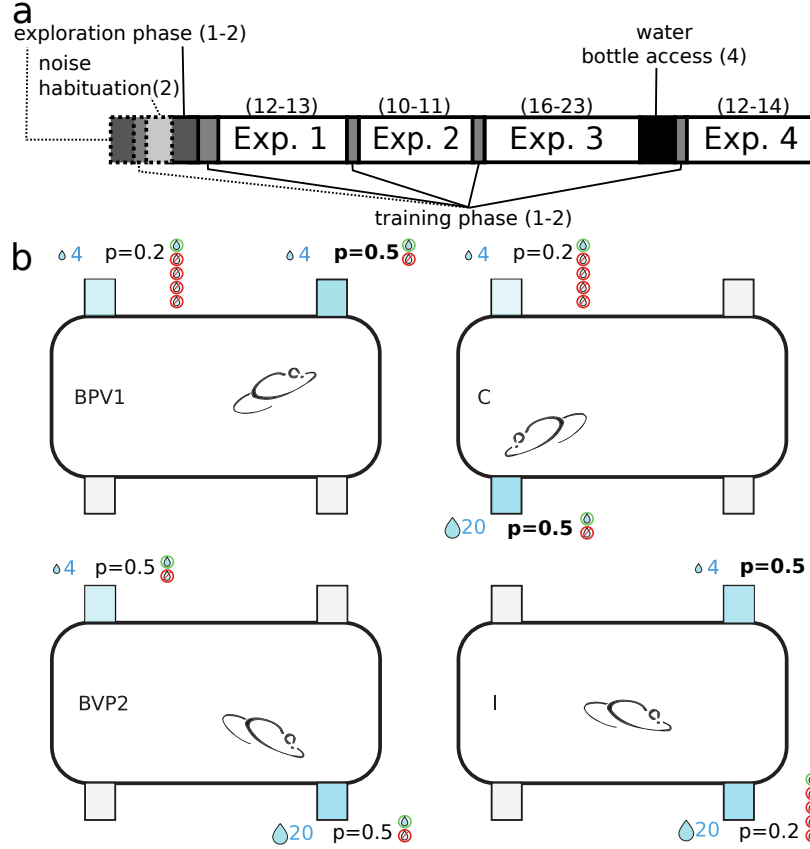 a
exploration phase (1-2)
noise
habituation(2)
water
bottle access (4)
(12-13)
(10-11)
(16-23)
(12-14)
Exp. 1
Exp. 2
Exp. 3
Exp. 4
training phase (1-2)
b
4 p=0.2
4 p=0.5
4 p=0.2
BPV1
C
20 p=0.5
4 p=0.5
4 p=0.5
BVP2
I
20 p=0.5
20 p=0.2